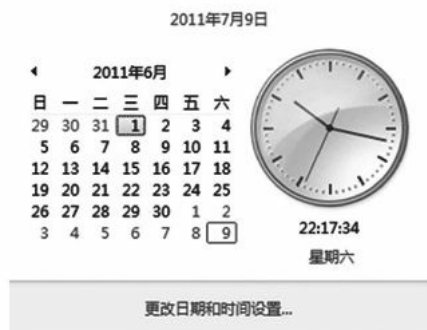 2011年7月9日
2011年6月
日 一 二 三 四 五 六
29 30 31 1 2 3 4
5 6 7 8 9 10 11
12 13 14 15 16 17 18
19 20 21 22 23 24 25
26 27 28 29 30 1 2
3 4 5 6 7 8 9
22:17:34
星期六
更改日期和时间设置...